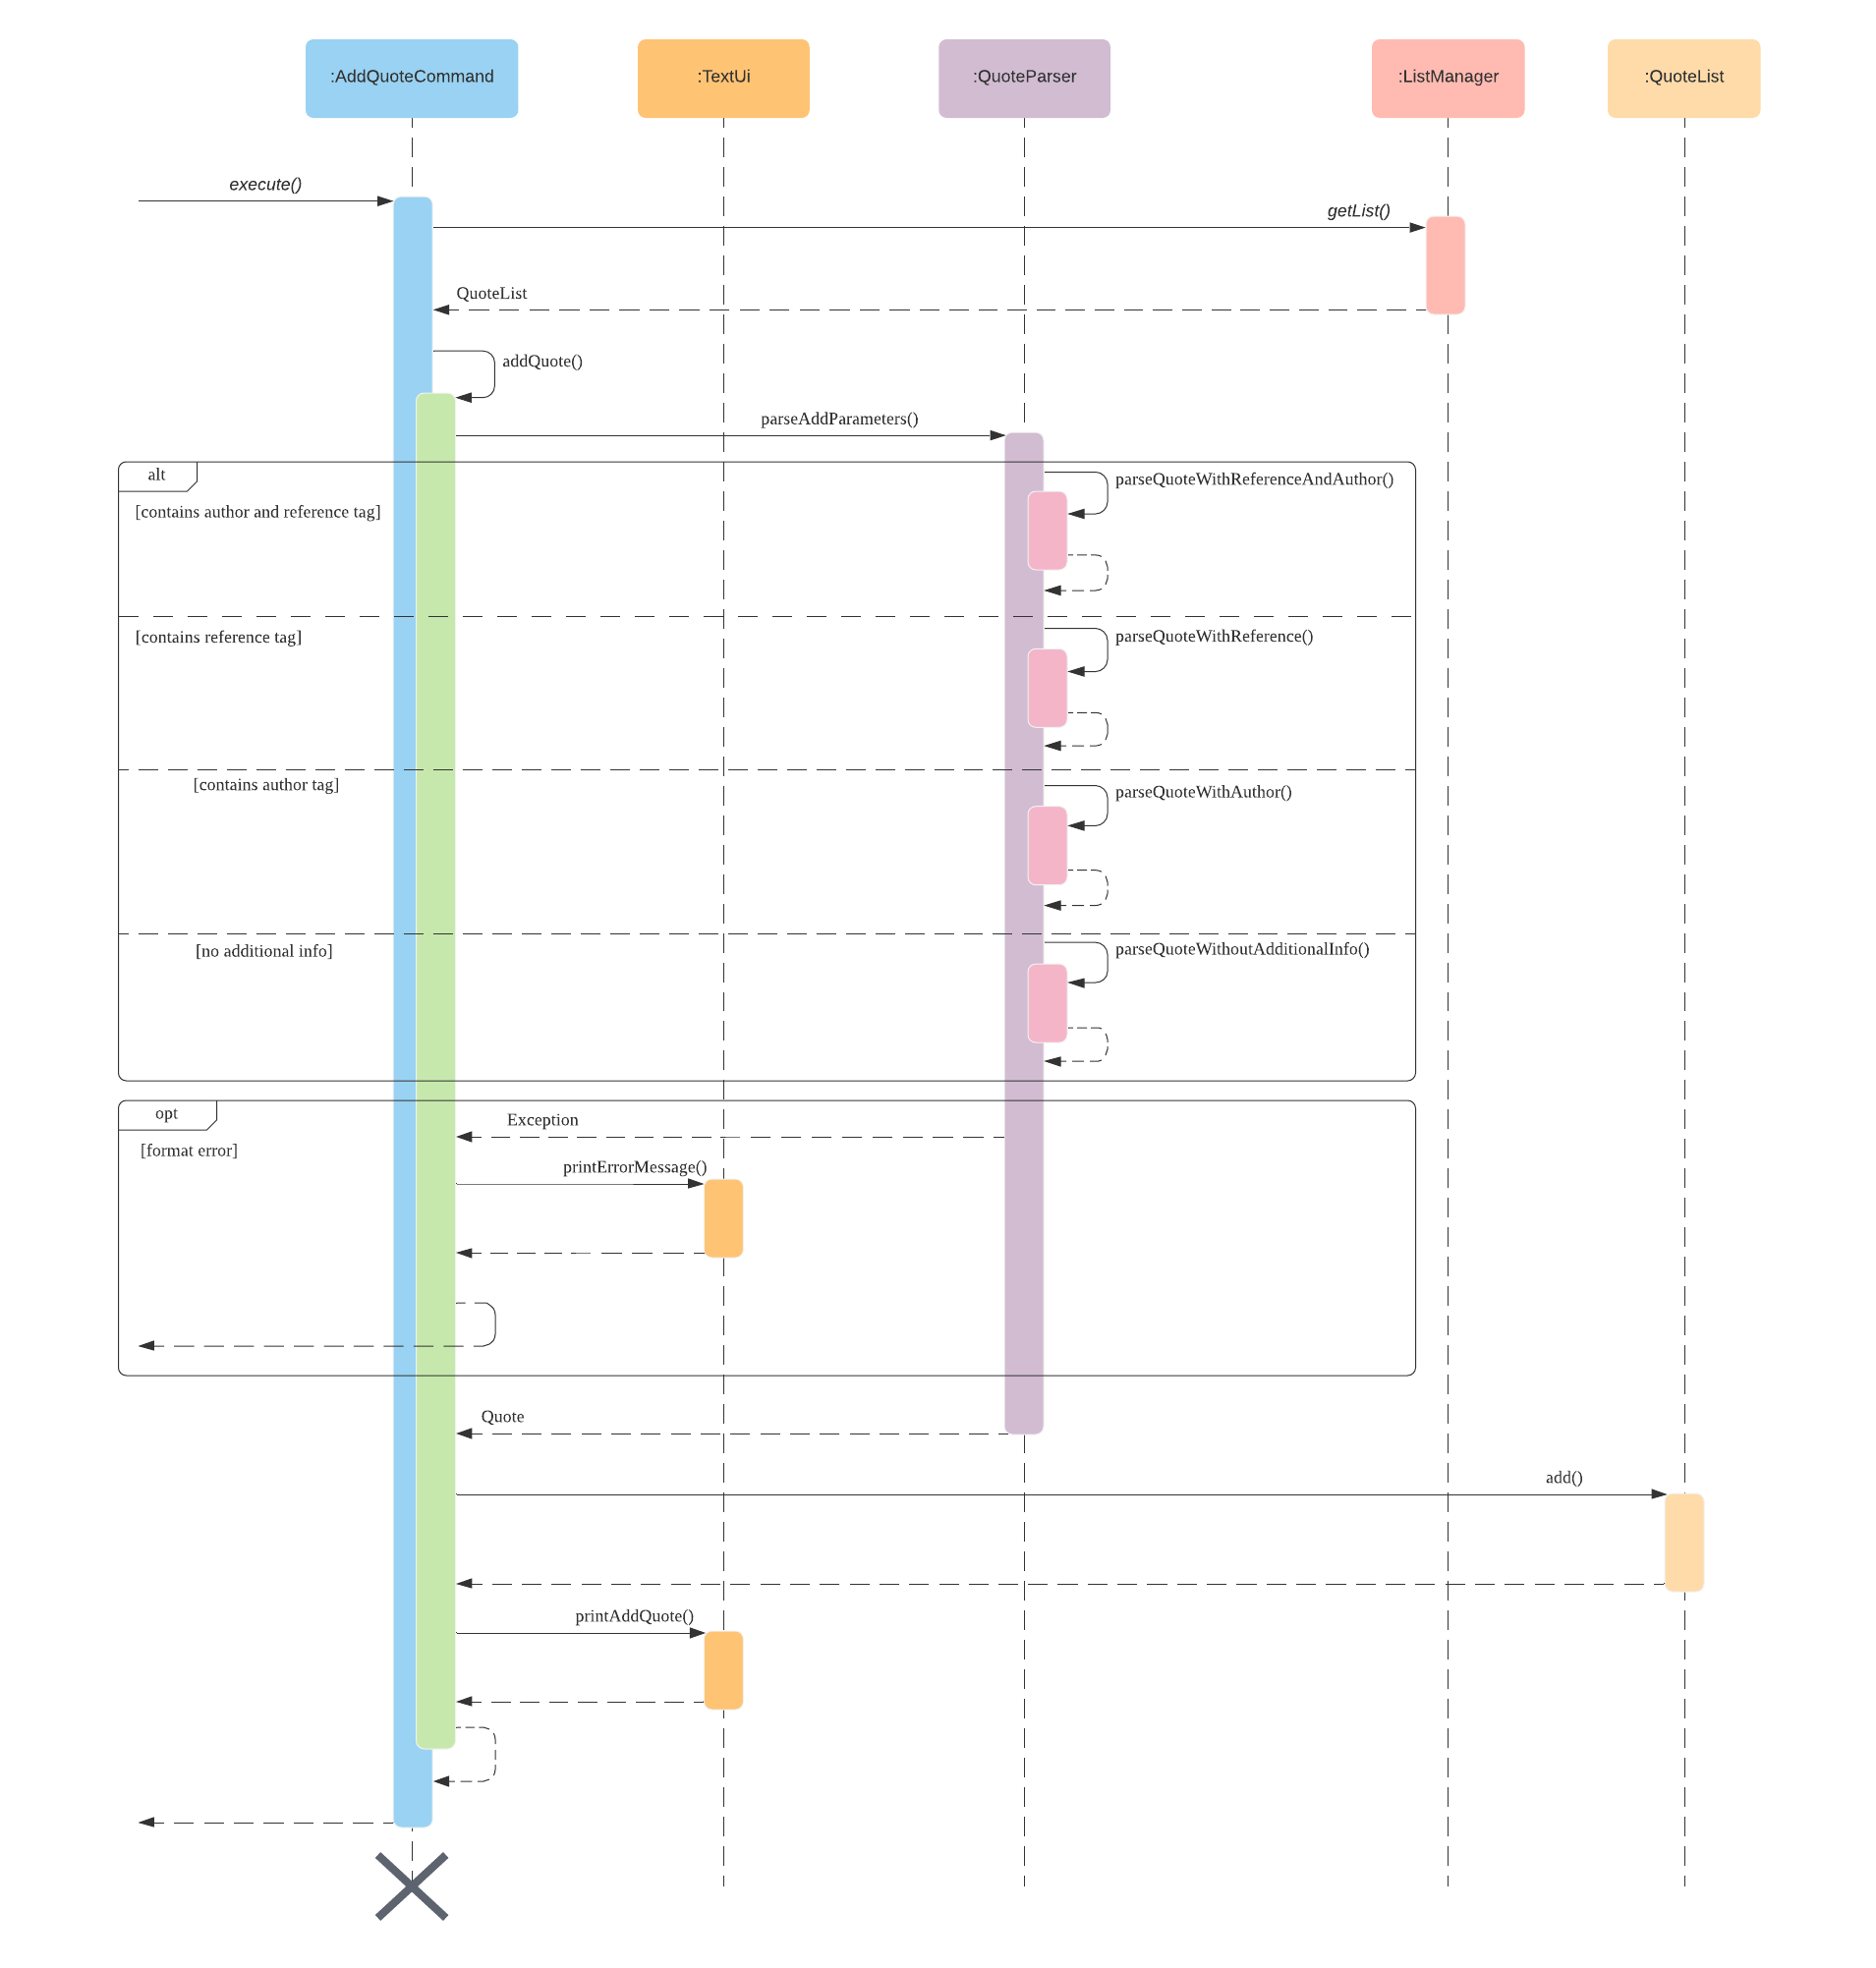 :AddQuoteCommand
:TextUi
:QuoteParser
:ListManager
:QuoteList
execute()
getList()
QuoteList
addQuote()
parseAddParameters()
alt
parseQuoteWithReferenceAndAuthor()
[contains author and reference tag]
[contains reference tag]
parseQuoteWithReference()
[contains author tag]
parseQuoteWithAuthor()
[no additional info]
parseQuoteWithoutAdditionalInfo()
opt
Exception
[format error]
printErrorMessage()
Quote
add()
printAddQuote()